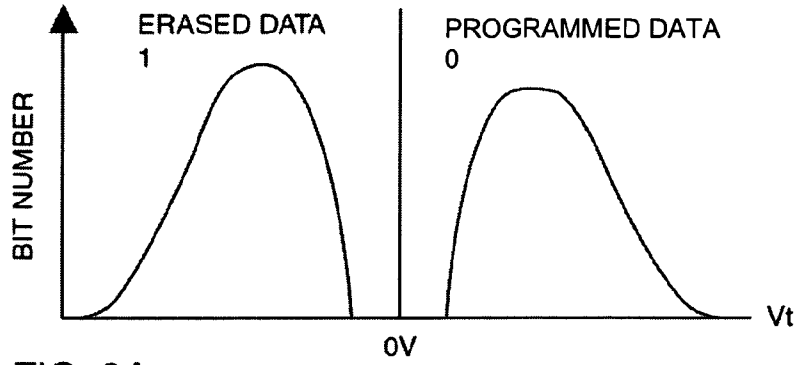 ERASED DATA
1
PROGRAMMED DATA
0
BIT NUMBER
Vt
0V